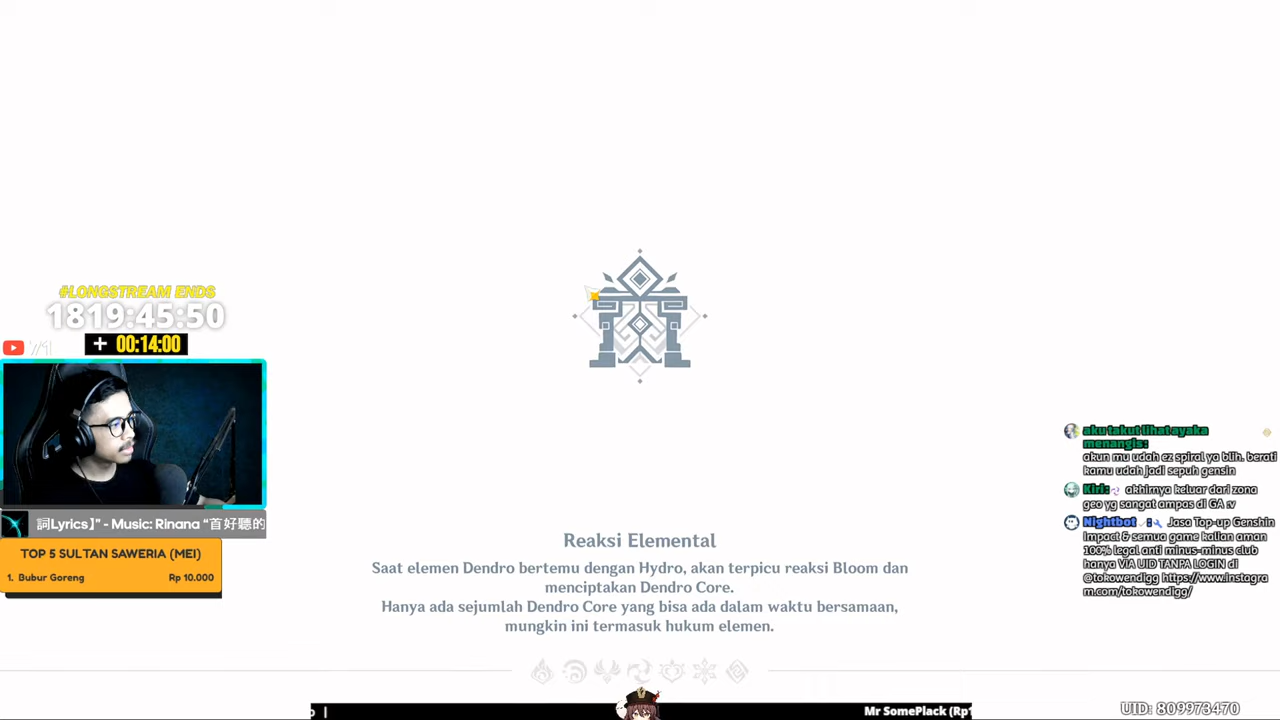 #LONGSTREAM ENDS
1819:45:50
+ 00:14:00
詞Lyrics】" - Music: Rinana "首好聽的
TOP 5 SULTAN SAWERIA (MEI)
1. Bubur Goreng Rp 10.000
Reaksi Elemental
Saat elemen Dendro bertemu dengan Hydro, akan terpicu reaksi Bloom dan
menciptakan Dendro Core.
Hanya ada sejumlah Dendro Core yang bisa ada dalam waktu bersamaan,
mungkin ini termasuk hukum elemen.
aku takut lihat ayaka
menangis:
akun mu udah ez spiral ya blih. berati
kamu udah jadi sepuh gensin
Kiri: akhirnya keluar dari zona
geo yg sangat ampas di GA :v
Nightbot Jasa Top-up Genshin
Impact & semua game kalian aman
100% legal anti minus-minus club
hanya VIA UID TANPA LOGIN di
@tokowendigg https://www.instagra
m.com/tokowendigg/
Mr SomePlack (Rp1
UID: 809973470